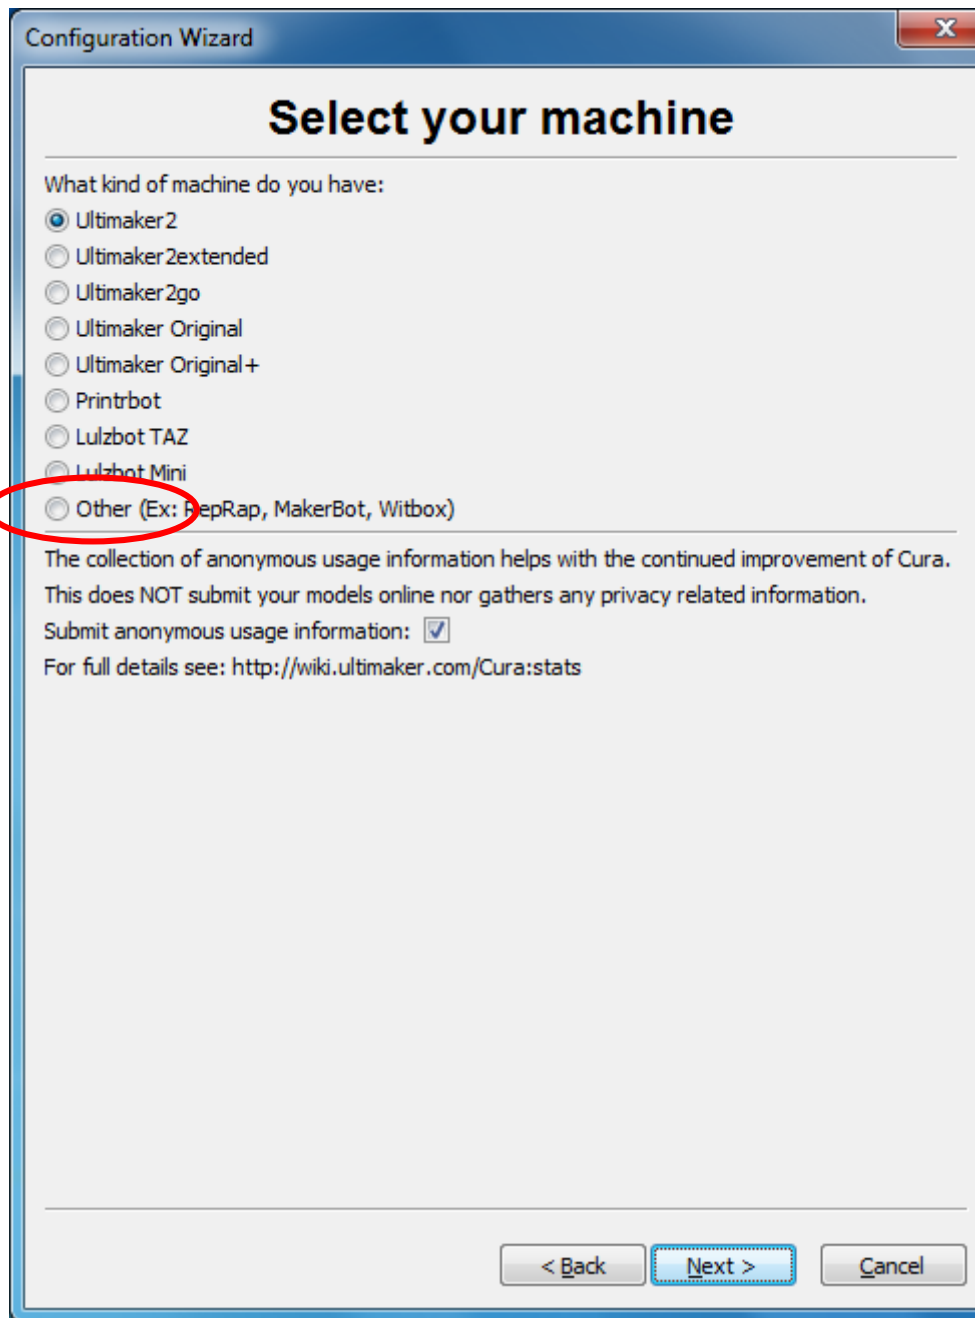 Configuration Wizard
Select your machine
What kind of machine do you have:
Ultimaker2
Ultimaker2extended
Ultimaker2go
Ultimaker Original
Ultimaker Original+
Printrbot
Lulzbot TAZ
Lulzbot Mini
Other (Ex: RepRap, MakerBot, Witbox)
The collection of anonymous usage information helps with the continued improvement of Cura.
This does NOT submit your models online nor gathers any privacy related information.
Submit anonymous usage information:
For full details see: http://wiki.ultimaker.com/Cura:stats
< Back Next > Cancel